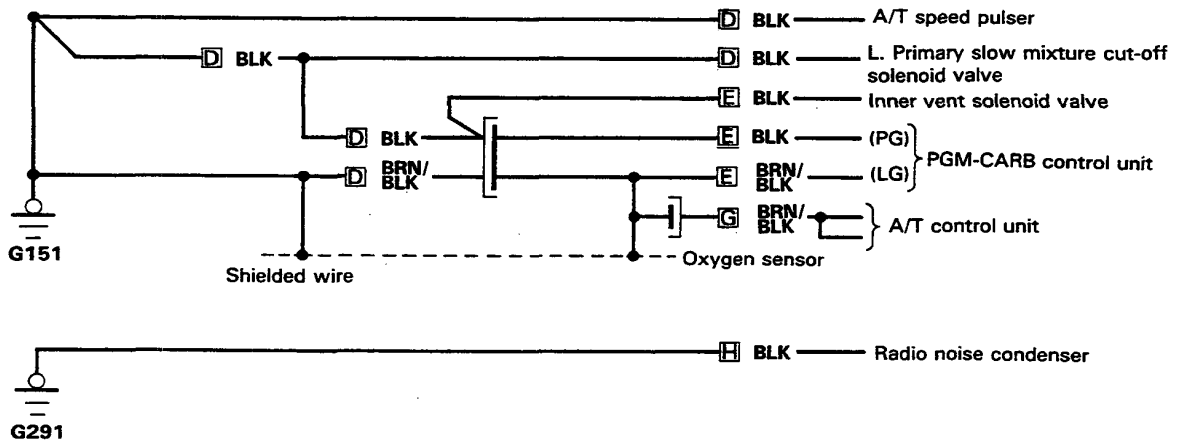 D BLK A/T speed pulser
D BLK D BLK L. Primary slow mixture cut-off
solenoid valve
E BLK Inner vent solenoid valve
D BLK E BLK (PG)
PGM-CARB control unit
D BRN/
BLK E BRN/
BLK (LG)
G BRN/
BLK A/T control unit
G151
Shielded wire
Oxygen sensor
H BLK Radio noise condenser
G291